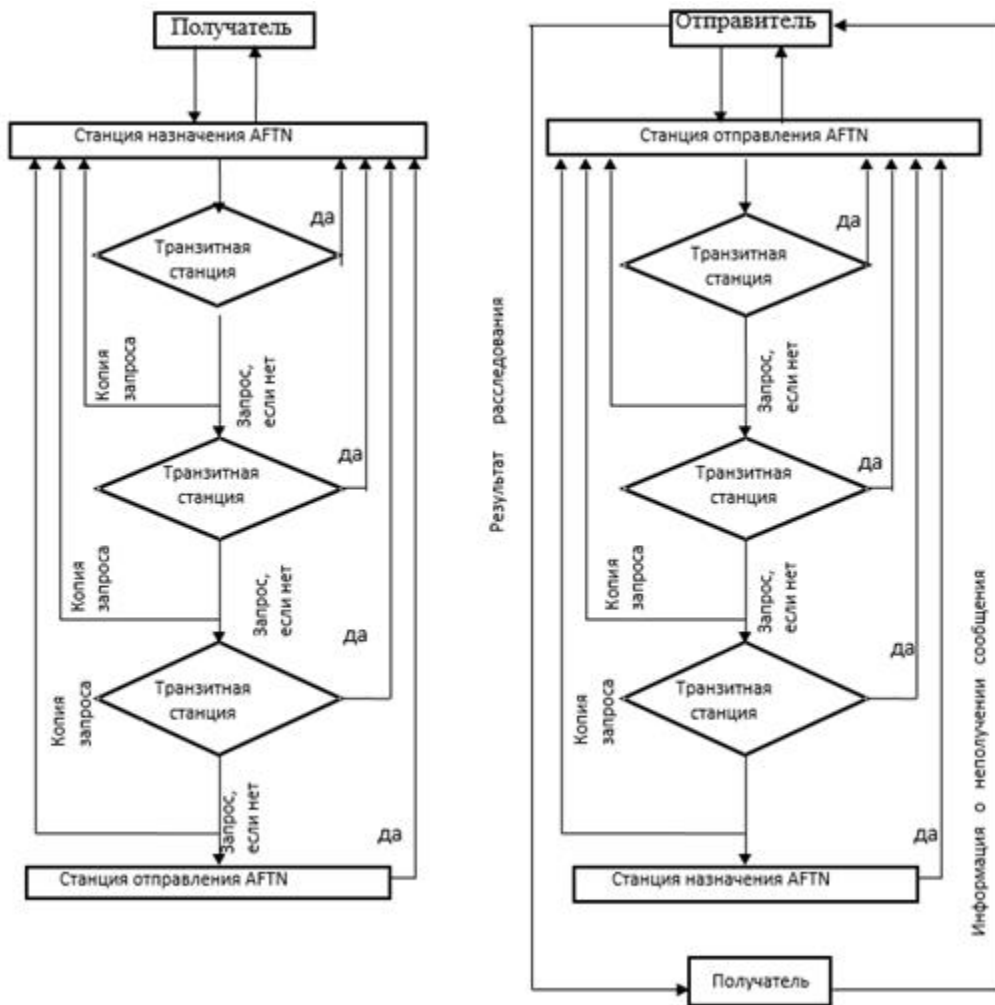 Получатель
Станция назначения AFTN
да
Транзитная
станция
Копия
запроса
Запрос,
если нет
да
Транзитная
станция
Копия
запроса
Запрос,
если нет
да
Транзитная
станция
Копия
запроса
Запрос,
если нет
да
Станция отправления AFTN
Отправитель
Станция отправления AFTN
да
Транзитная
станция
Результат расследования
Копия
запроса
Запрос,
если нет
да
Транзитная
станция
Копия
запроса
Запрос,
если нет
да
Транзитная
станция
Копия
запроса
да
Станция назначения AFTN
Информация о неполучении сообщения
Получатель